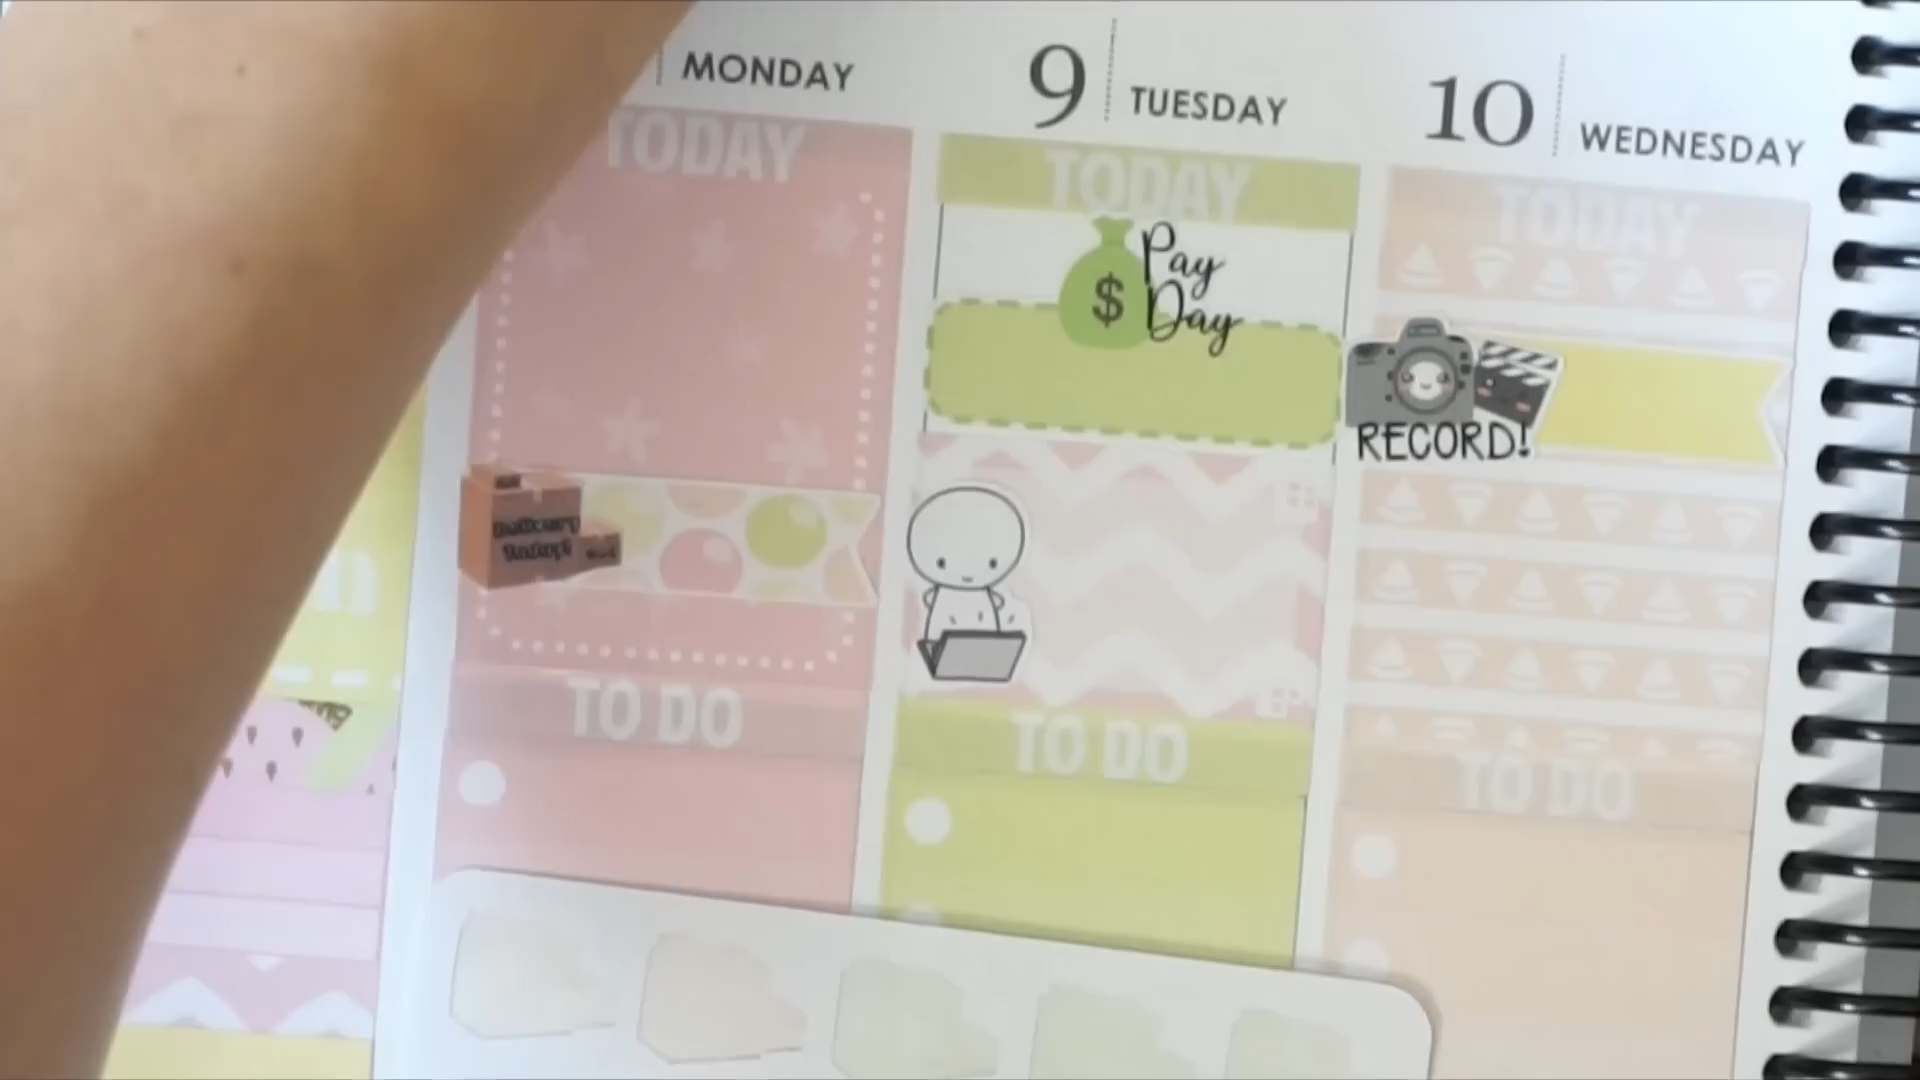 MONDAY
9 TUESDAY
10 WEDNESDAY
TODAY
TODAY
TODAY
$
Pay
Day
RECORD!
TO DO
TO DO
TO DO